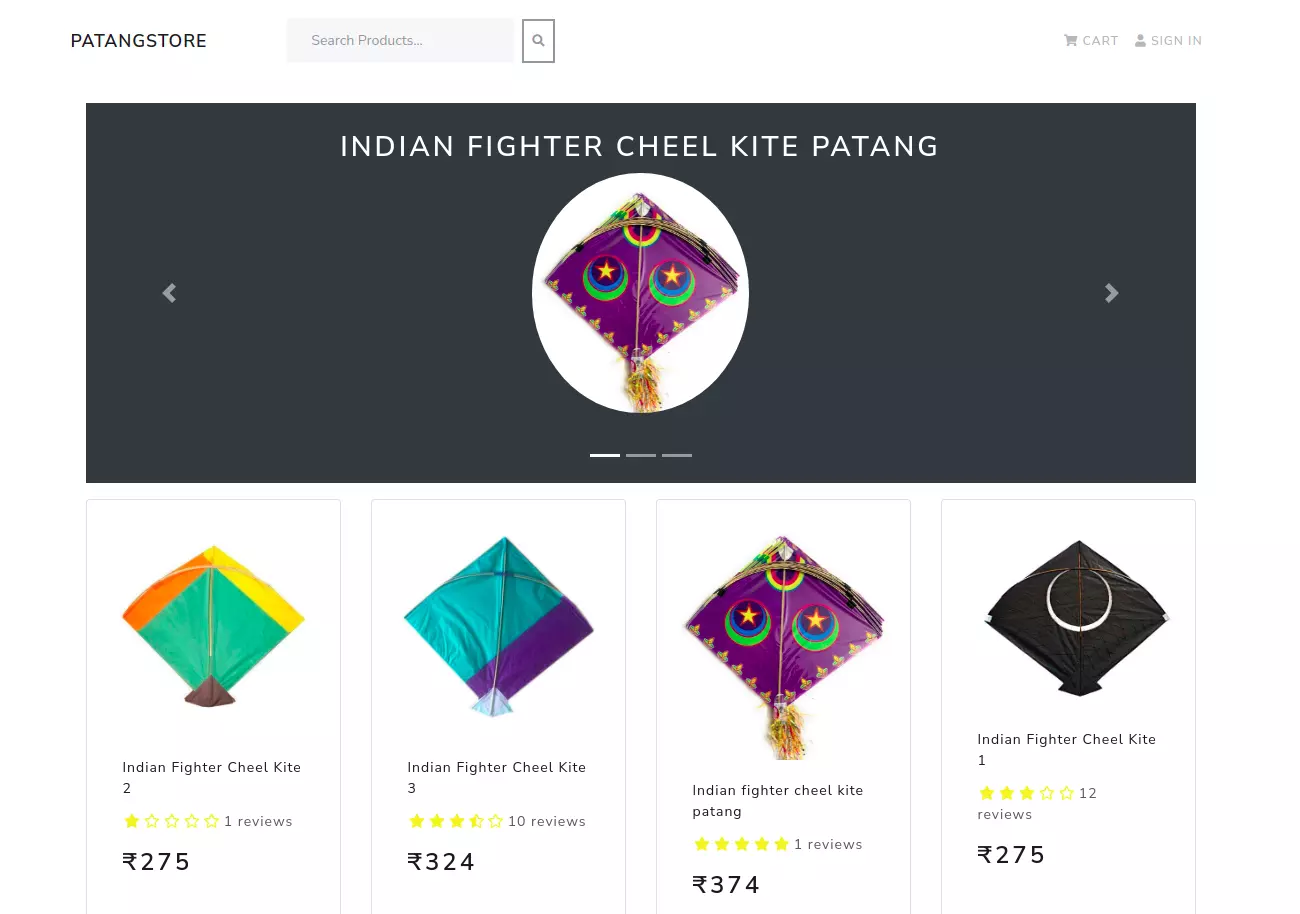 PATANGSTORE
Search Products...
CART
SIGN IN
INDIAN FIGHTER CHEEL KITE PATANG
Indian Fighter Cheel Kite
2
1 reviews
₹275
Indian Fighter Cheel Kite
3
10 reviews
₹324
Indian fighter cheel kite
patang
1 reviews
₹374
Indian Fighter Cheel Kite
1
12
reviews
₹275